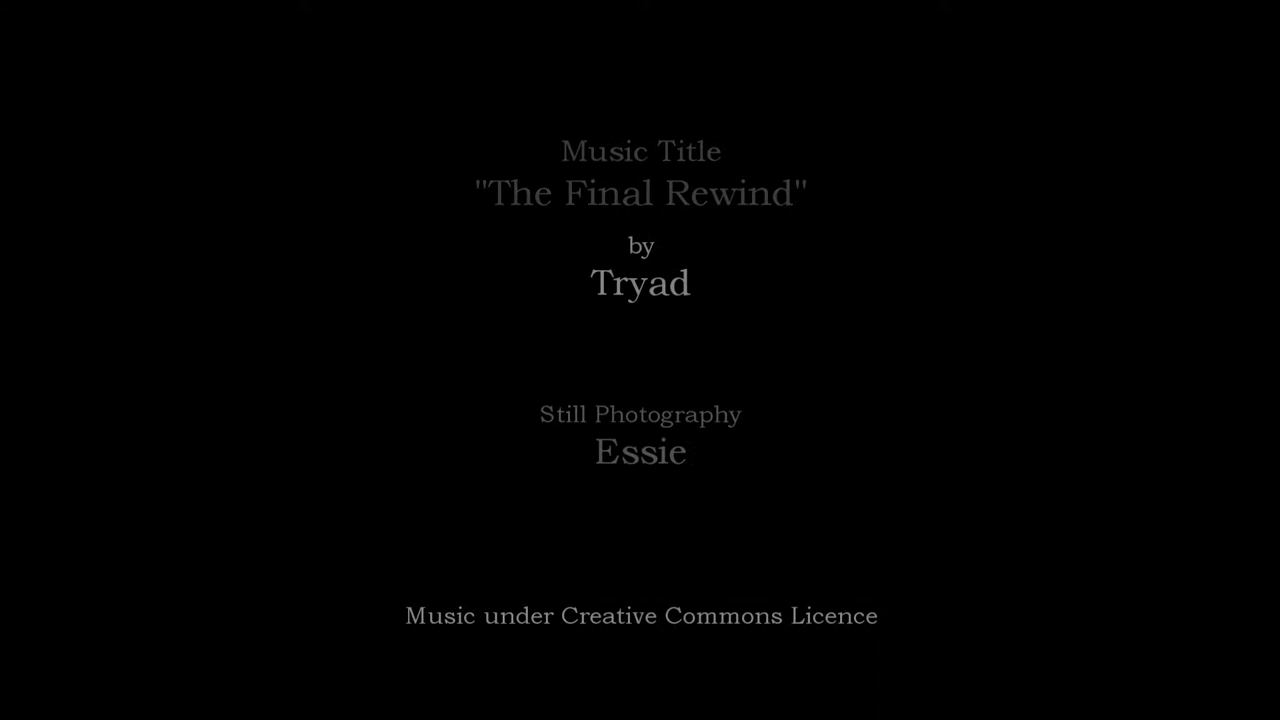 Music Title
"The Final Rewind"
by
Tryad
Still Photography
Essie
Music under Creative Commons Licence